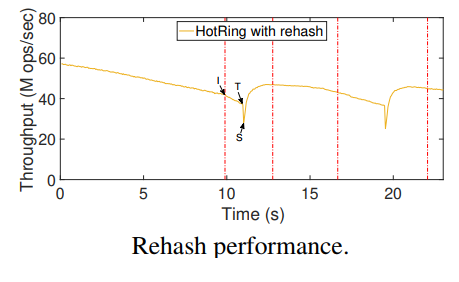 HotRing with rehash
Throughput (M ops/sec)
80
60
40
20
0
I
T
S
0 5 10 15 20
Time (s)
Rehash performance.